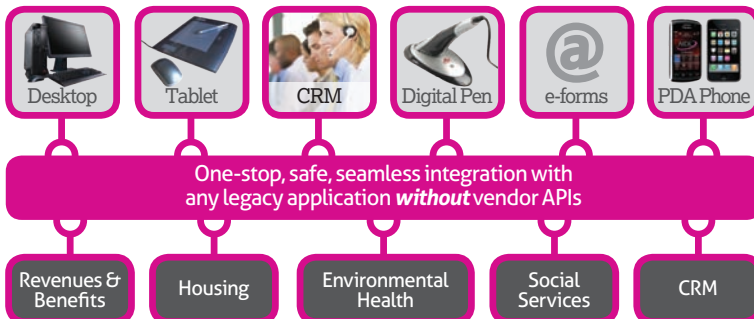 Desktop
Tablet
CRM
Digital Pen
@
e-forms
PDA Phone
One-stop, safe, seamless integration with
any legacy application without vendor APIs
Revenues &
Benefits
Housing
Environmental
Health
Social
Services
CRM